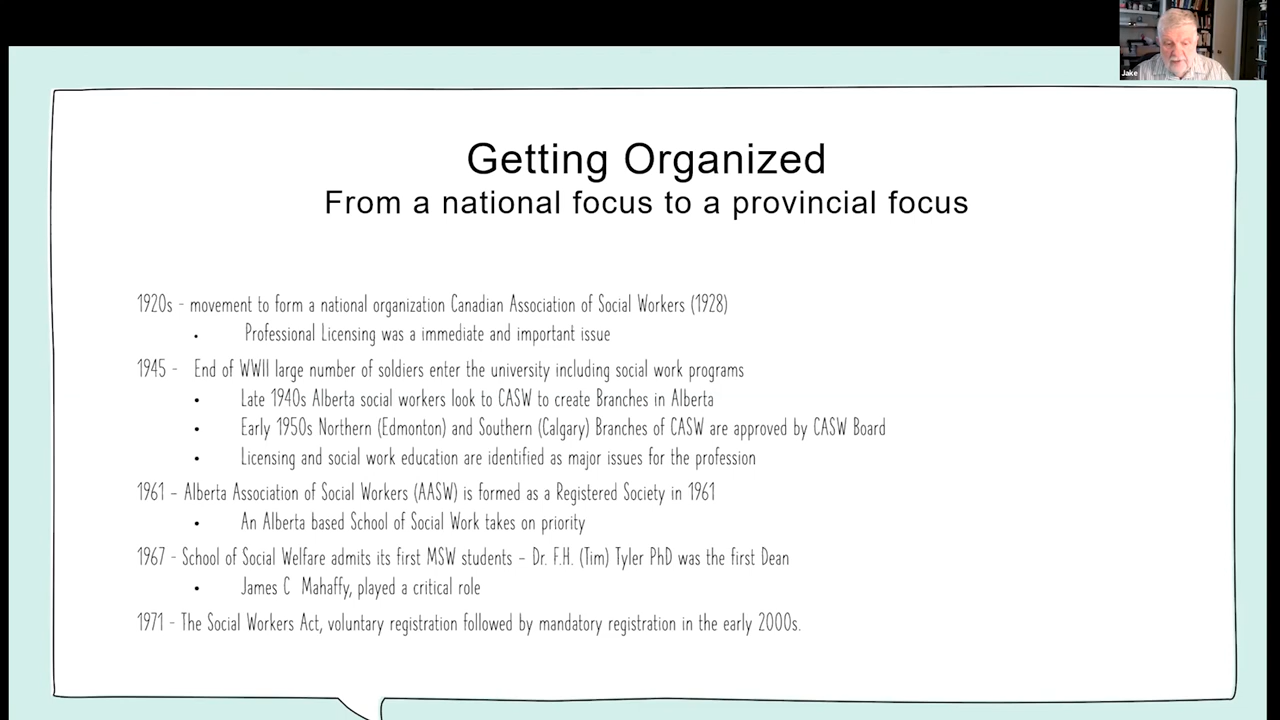 Jake
Getting Organized
From a national focus to a provincial focus
1920s - movement to form a national organization Canadian Association of Social Workers (1928)
• Professional Licensing was a immediate and important issue
1945 - End of WWII large number of soldiers enter the university including social work programs
• Late 1940s Alberta social workers look to CASW to create Branches in Alberta
• Early 1950s Northern (Edmonton) and Southern (Calgary) Branches of CASW are approved by CASW Board
• Licensing and social work education are identified as major issues for the profession
1961 – Alberta Association of Social Workers (AASW) is formed as a Registered Society in 1961
• An Alberta based School of Social Work takes on priority
1967 - School of Social Welfare admits its first MSW students – Dr. F.H. (Tim) Tyler PhD was the first Dean
• James C Mahaffy, played a critical role
1971 - The Social Workers Act, voluntary registration followed by mandatory registration in the early 2000s.